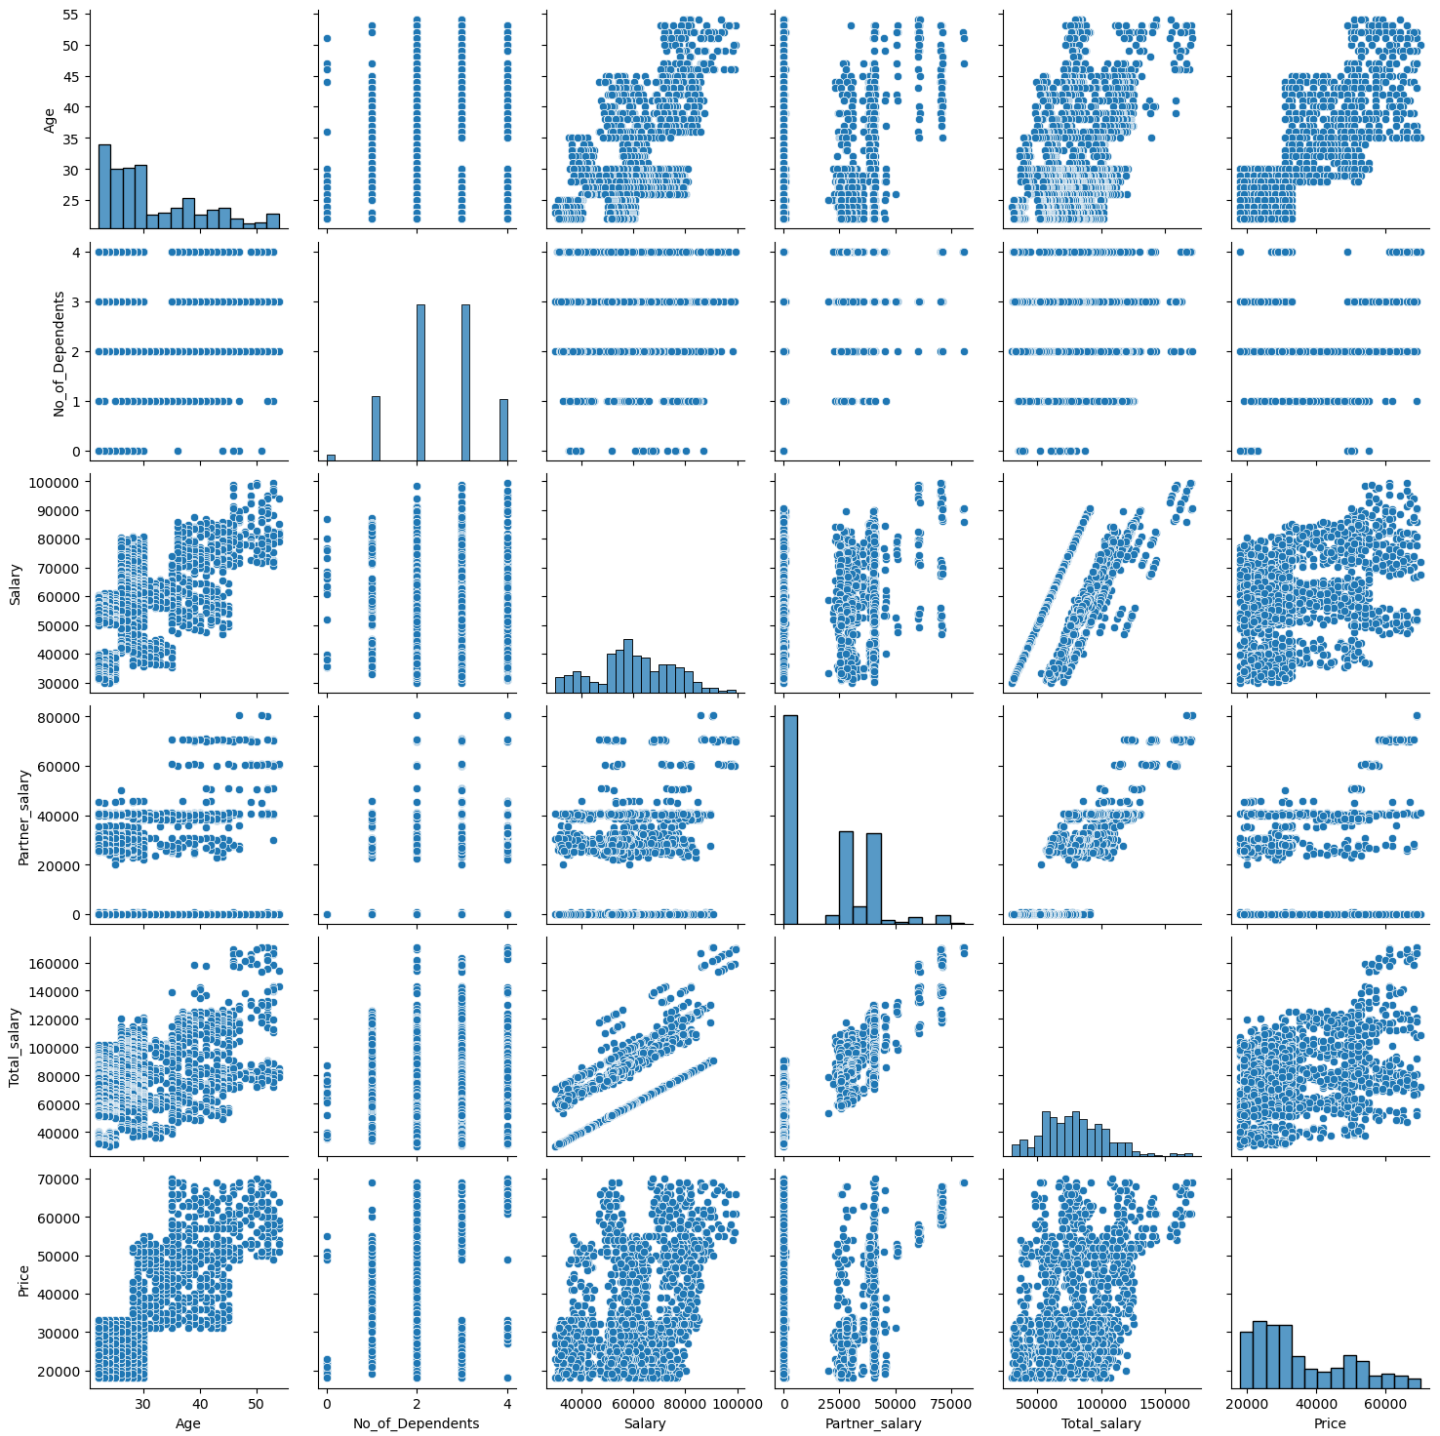 55
50
45
40
35
30
25
Age
4
3
2
1
0
No_of_Dependents
100000
90000
80000
70000
60000
50000
40000
30000
Salary
80000
60000
40000
20000
0
Partner_salary
160000
140000
120000
100000
80000
60000
40000
Total_salary
70000
60000
50000
40000
30000
20000
Price
30 40 50
0 2 4
40000 60000 80000 100000
0 25000 50000 75000
50000 100000 150000
20000 40000 60000
Age No_of_Dependents Salary Partner_salary Total_salary Price